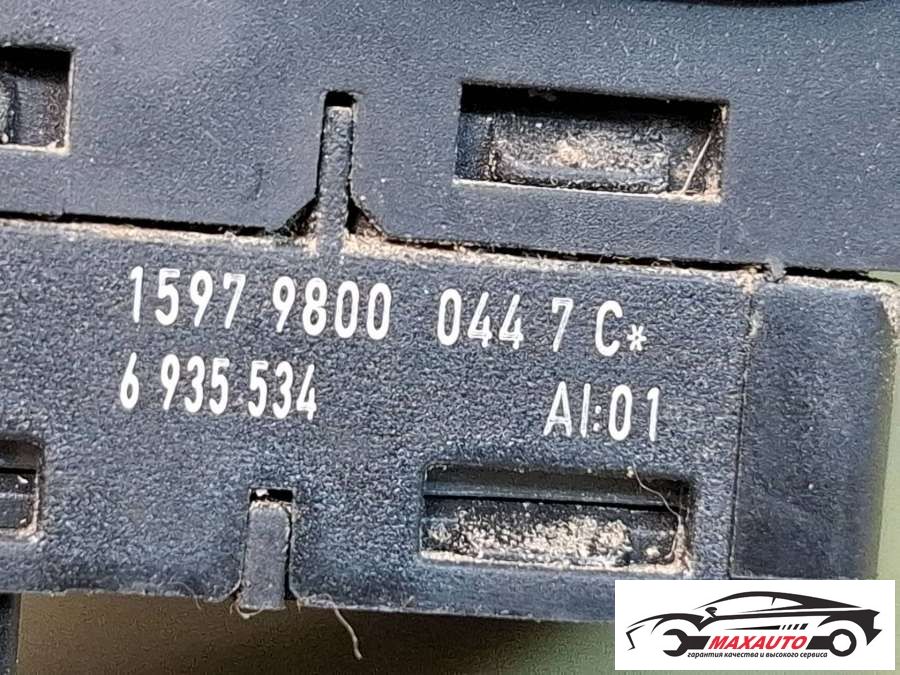 1597 9800 044 7 C*
6 935 534 AI:01
MAXAUTO
гарантия качества и высокого сервиса